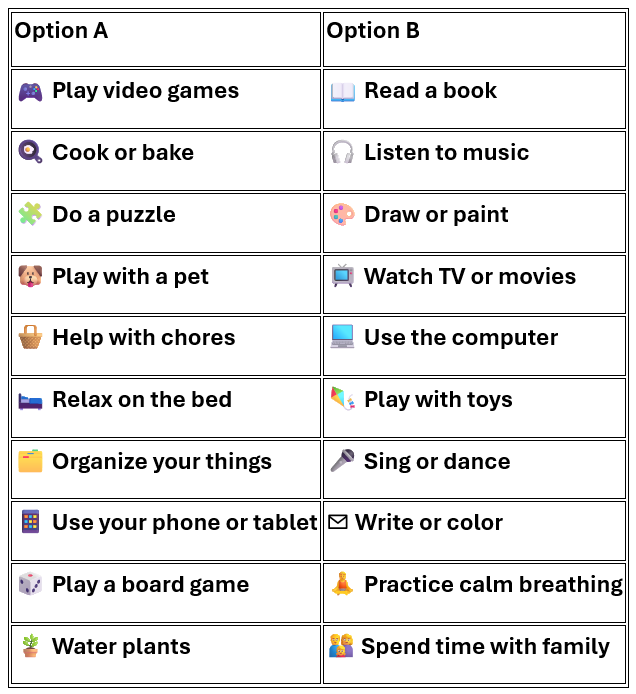 Option A Option B
🎮 Play video games 📖 Read a book
🍳 Cook or bake 🎧 Listen to music
🧩 Do a puzzle 🎨 Draw or paint
🐶 Play with a pet 📺 Watch TV or movies
🧺 Help with chores 💻 Use the computer
🛏️ Relax on the bed 🪁 Play with toys
🗂️ Organize your things 🎤 Sing or dance
📱 Use your phone or tablet 🖂 Write or color
🎲 Play a board game 🧘 Practice calm breathing
🪴 Water plants 👨‍👩‍👦 Spend time with family